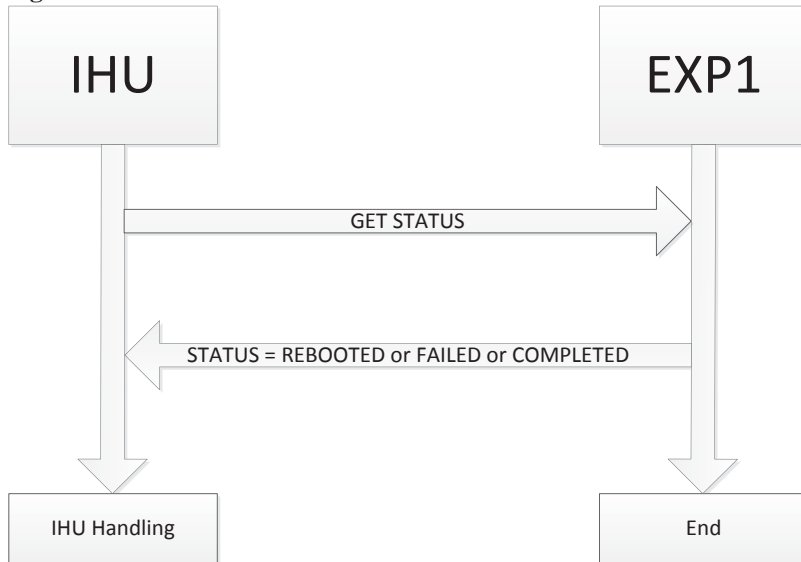 IHU
EXP1
GET STATUS
STATUS = REBOOTED or FAILED or COMPLETED
IHU Handling
End